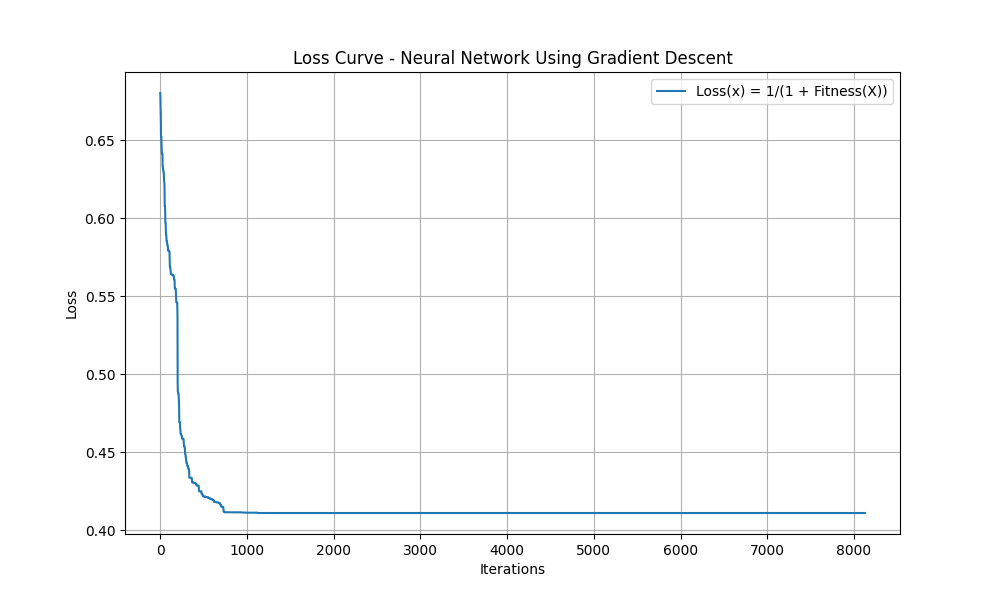 Loss Curve - Neural Network Using Gradient Descent
Loss(x) = 1/(1 + Fitness(X))
Loss
0.65
0.60
0.55
0.50
0.45
0.40
0 1000 2000 3000 4000 5000 6000 7000 8000
Iterations